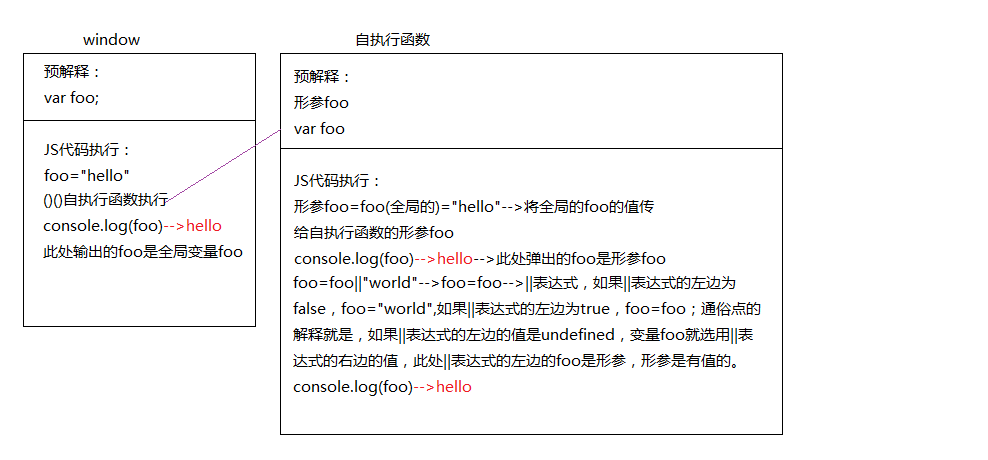 window
预解释：
var foo;
JS代码执行：
foo="hello"
()()自执行函数执行
console.log(foo)-->hello
此处输出的foo是全局变量foo
自执行函数
预解释：
形参foo
var foo
JS代码执行：
形参foo=foo(全局的)="hello"-->将全局的foo的值传
给自执行函数的形参foo
console.log(foo)-->hello-->此处弹出的foo是形参foo
foo=foo||"world"-->foo=foo-->||表达式，如果||表达式的左边为
false，foo="world",如果||表达式的左边为true，foo=foo；通俗点的
解释就是，如果||表达式的左边的值是undefined，变量foo就选用||表
达式的右边的值，此处||表达式的左边的foo是形参，形参是有值的。
console.log(foo)-->hello